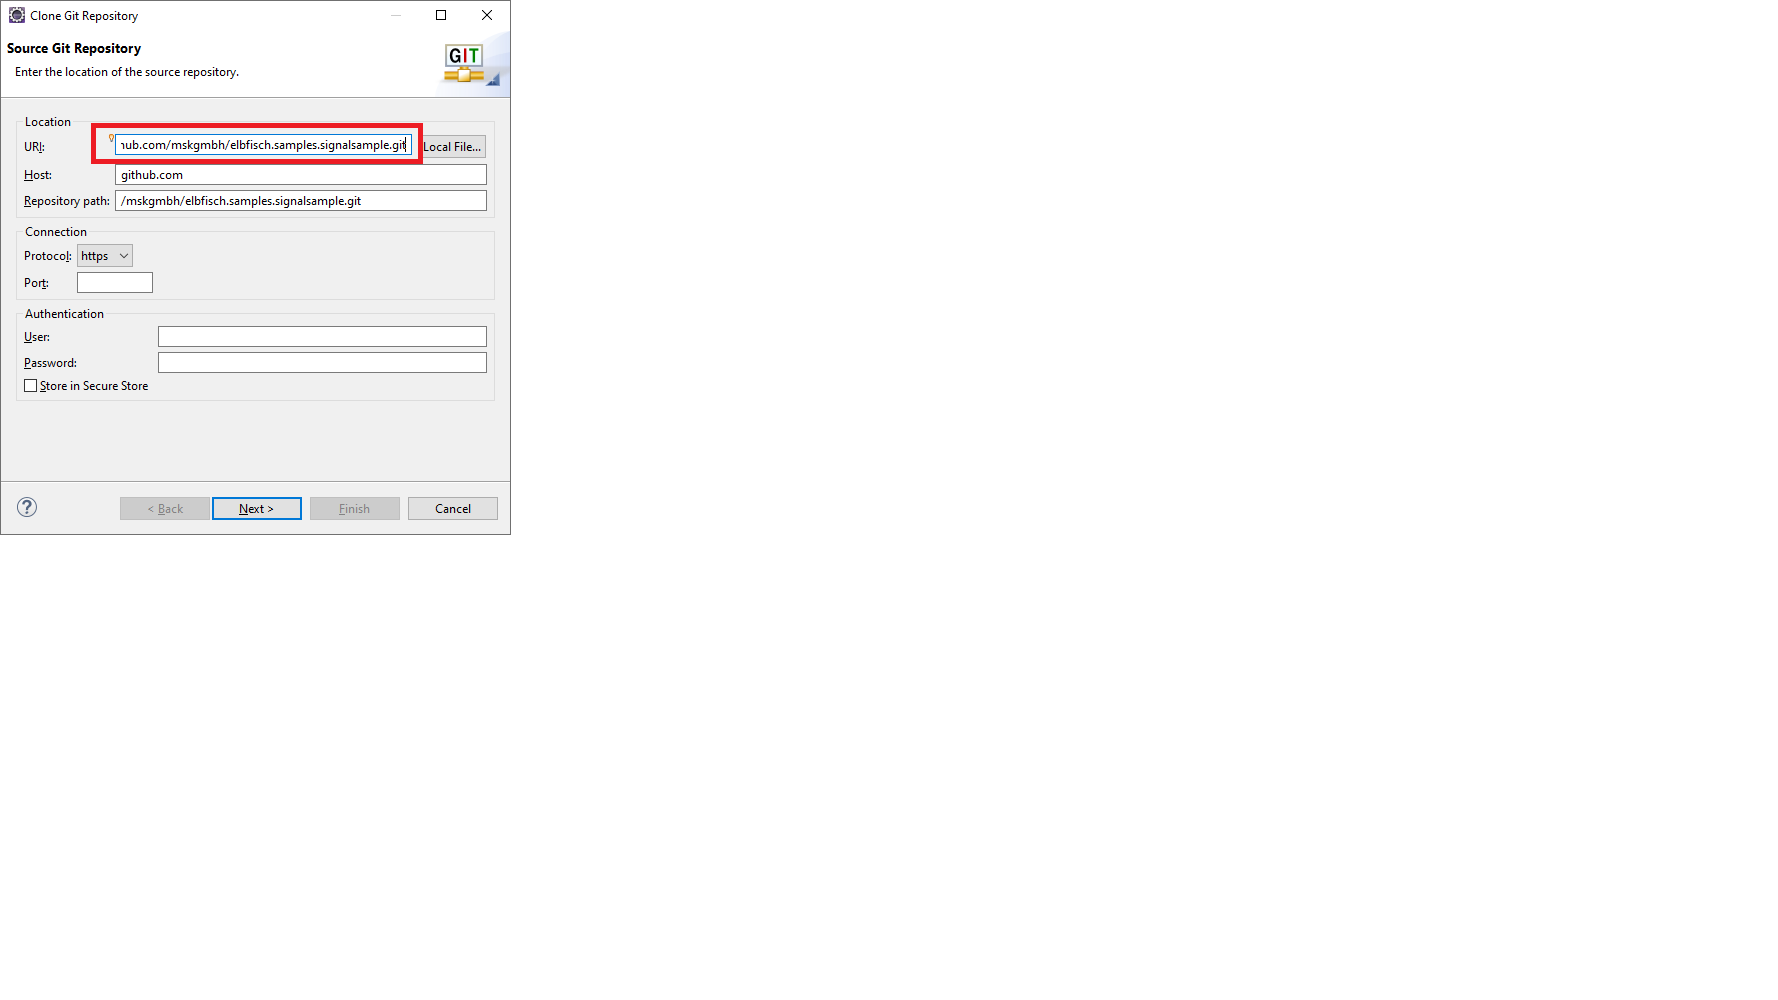 Clone Git Repository
Source Git Repository
Enter the location of the source repository.
GIT
Location
URI: hub.com/mskgmbh/elbfisch.samples.signalsample.git Local File...
Host: github.com
Repository path: /mskgmbh/elbfisch.samples.signalsample.git
Connection
Protocol: https
Port:
Authentication
User:
Password:
Store in Secure Store
? < Back Next > Finish Cancel